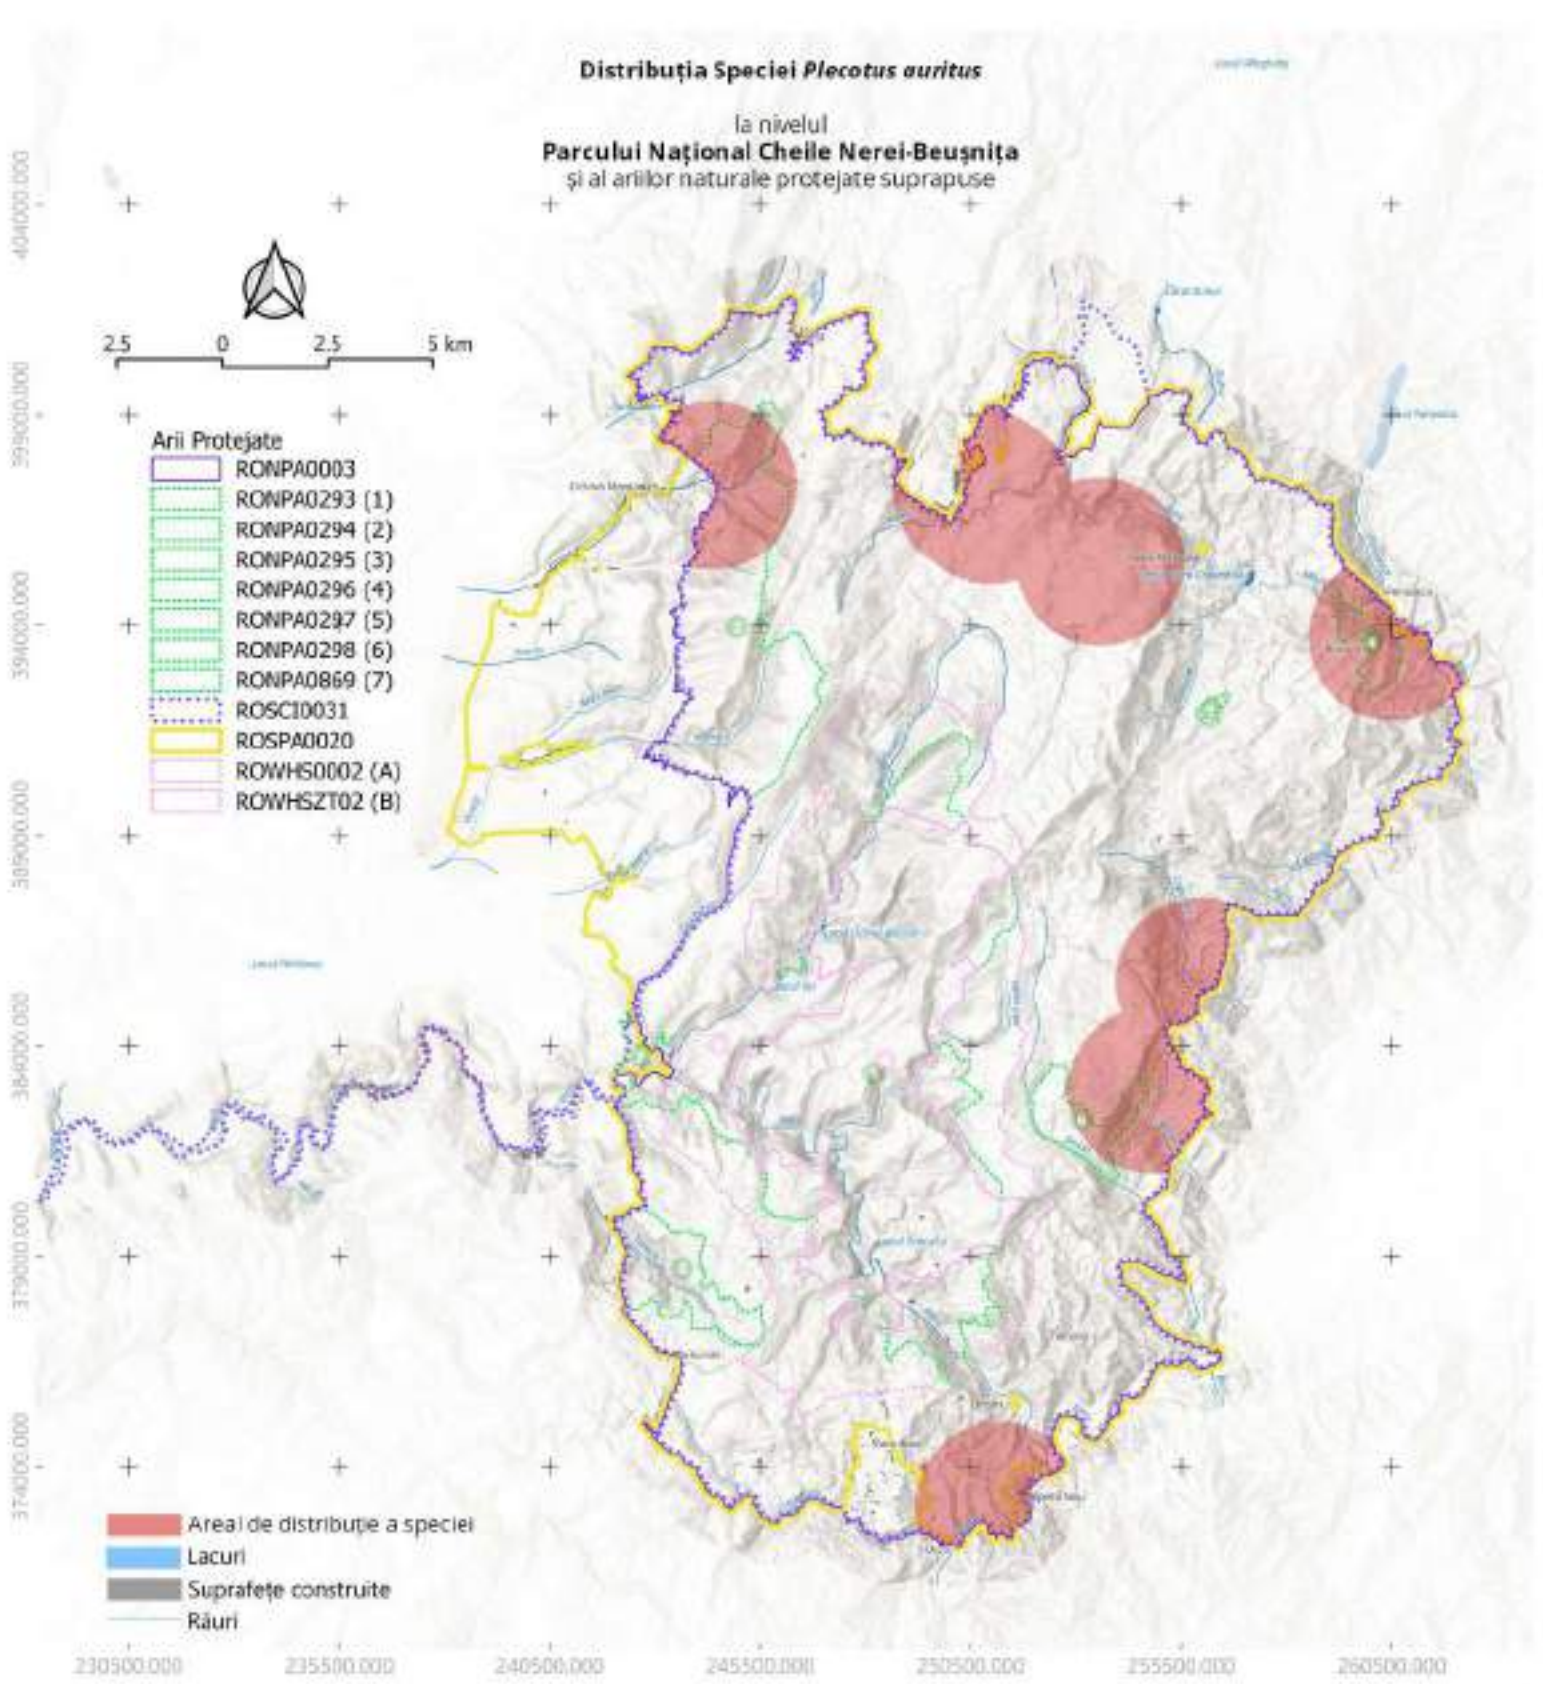 Distribuția Speciei Plecotus auritus
la nivelul
Parcului Național Cheile Nerei-Beușnița
și al ariilor naturale protejate suprapuse
404000.000
399000.000
394000.000
389000.000
384000.000
379000.000
374000.000
2.5 0 2.5 5 km
Arii Protejate
RONPA0003
RONPA0293 (1)
RONPA0294 (2)
RONPA0295 (3)
RONPA0296 (4)
RONPA0297 (5)
RONPA0298 (6)
RONPA0869 (7)
ROSCI0031
ROSPA0020
ROWHS0002 (A)
ROWHSZT02 (B)
Areal de distribuție a speciei
Lacuri
Suprafețe construite
Râuri
230500.000 235500.000 240500.000 245500.000 250500.000 255500.000 260500.000